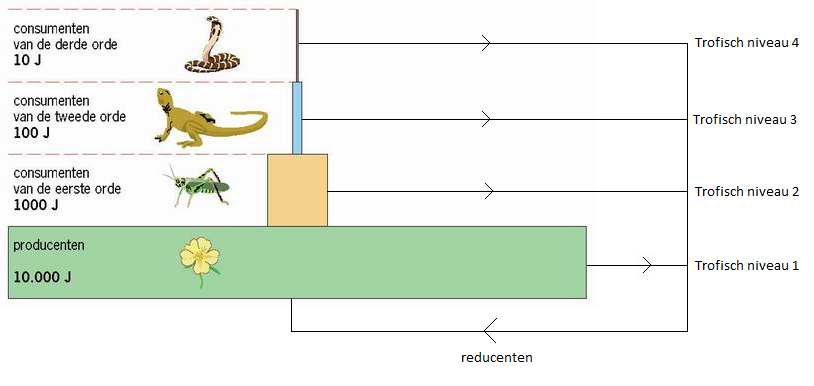 consumenten
van de derde orde
10 J
Trofisch niveau 4
consumenten
van de tweede orde
100 J
Trofisch niveau 3
consumenten
van de eerste orde
1000 J
Trofisch niveau 2
producenten
10.000 J
Trofisch niveau 1
reducenten